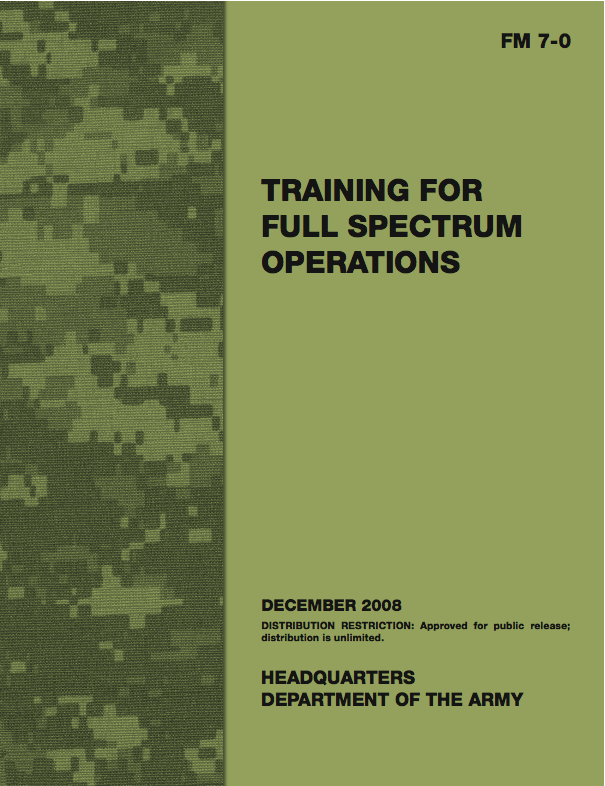 FM 7-0
TRAINING FOR
FULL SPECTRUM
OPERATIONS
DECEMBER 2008
DISTRIBUTION RESTRICTION: Approved for public release;
distribution is unlimited.
HEADQUARTERS
DEPARTMENT OF THE ARMY